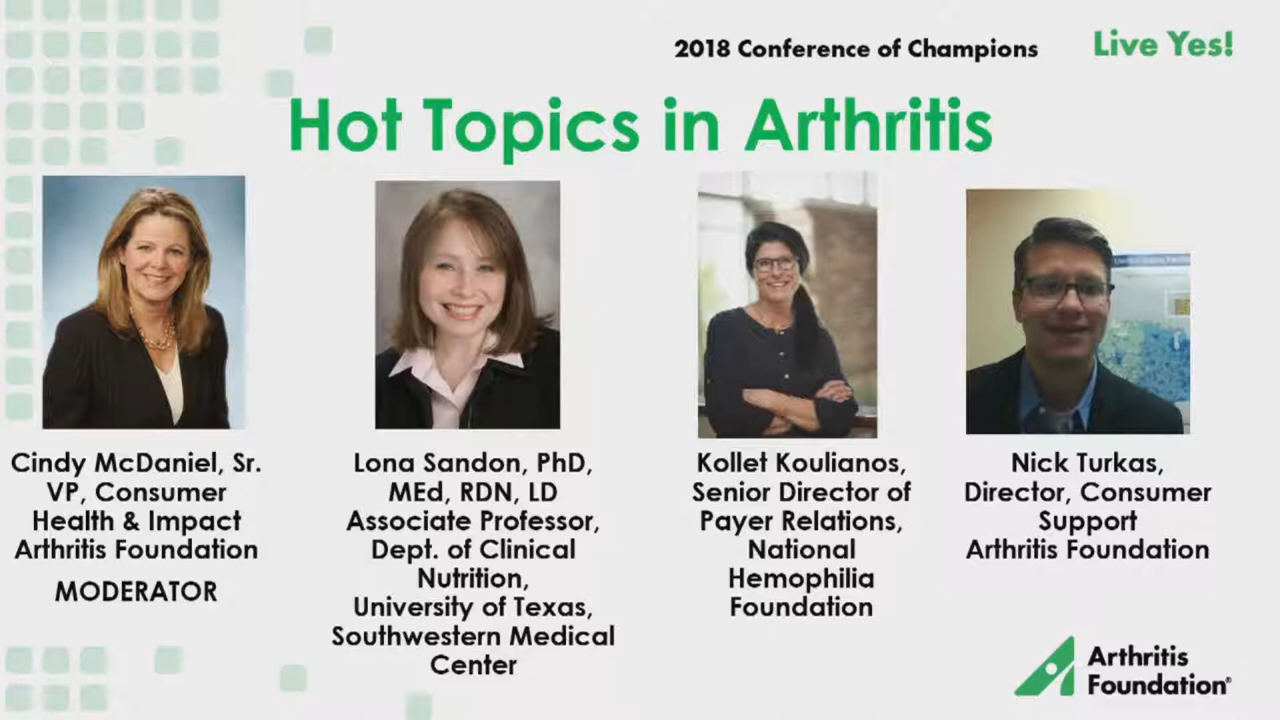 2018 Conference of Champions
Live Yes!
Hot Topics in Arthritis
Cindy McDaniel, Sr.
VP, Consumer
Health & Impact
Arthritis Foundation
MODERATOR
Lona Sandon, PhD,
MEd, RDN, LD
Associate Professor,
Dept. of Clinical
Nutrition,
University of Texas,
Southwestern Medical
Center
Kollet Koulianos,
Senior Director of
Payer Relations,
National
Hemophilia
Foundation
Nick Turkas,
Director, Consumer
Support
Arthritis Foundation
Arthritis
Foundation®